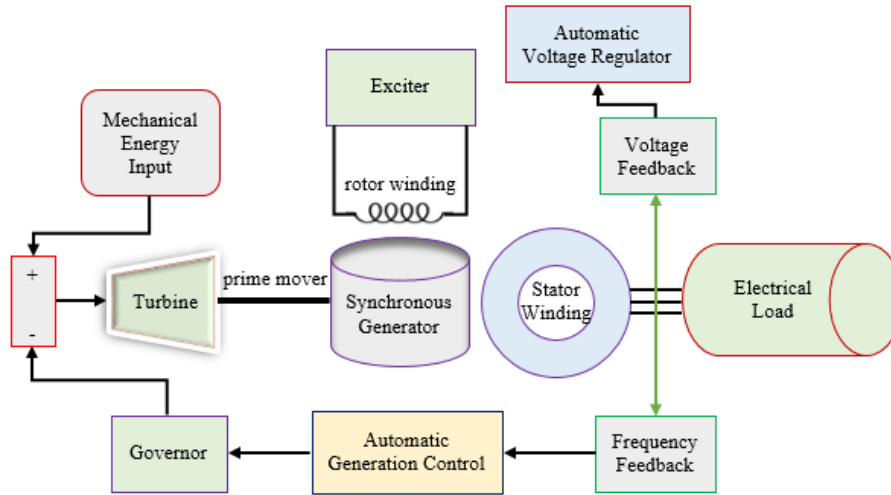 Automatic
Voltage Regulator
Exciter
Mechanical
Energy
Input
Voltage
Feedback
rotor winding
+
-
Turbine
prime mover
Synchronous
Generator
Stator
Winding
Electrical
Load
Governor
Automatic
Generation Control
Frequency
Feedback